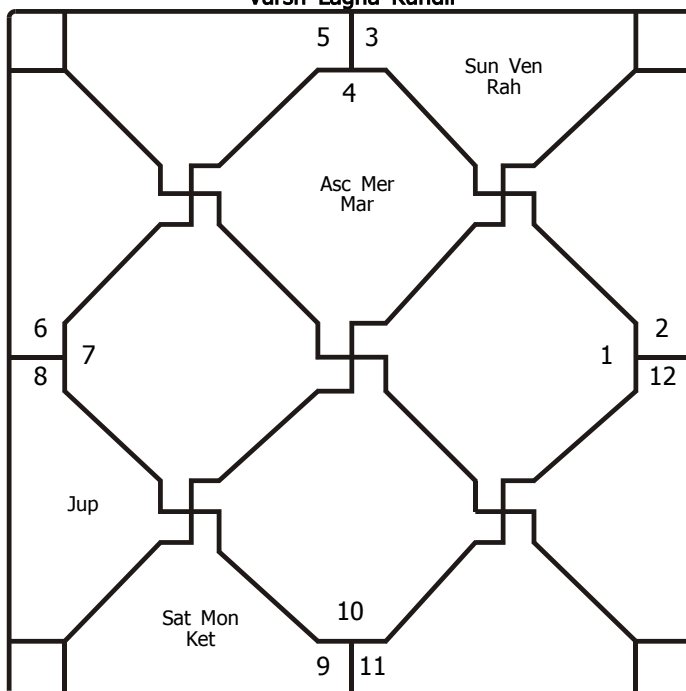 Varsh Lagna Kundli
5 3
Sun Ven
Rah
4
Asc Mer
Mar
6
2
7
1
8
12
Jup
Sat Mon
Ket
10
9 11